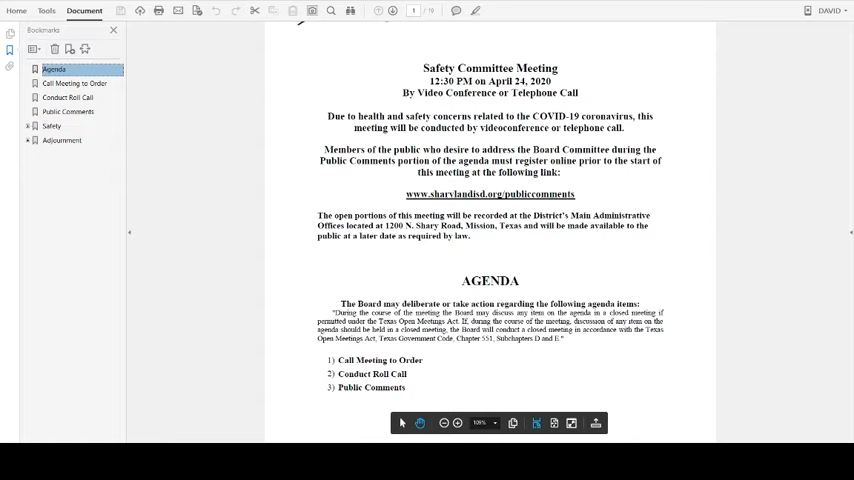 Home Tools Document 1 / 19 DAVID
Bookmarks
Agenda
Call Meeting to Order
Conduct Roll Call
Public Comments
Safety
Adjournment
Safety Committee Meeting
12:30 PM on April 24, 2020
By Video Conference or Telephone Call
Due to health and safety concerns related to the COVID-19 coronavirus, this
meeting will be conducted by videoconference or telephone call.
Members of the public who desire to address the Board Committee during the
Public Comments portion of the agenda must register online prior to the start of
this meeting at the following link:
www.sharylandisd.org/publiccomments
The open portions of this meeting will be recorded at the District's Main Administrative
Offices located at 1200 N. Shary Road, Mission, Texas and will be made available to the
public at a later date as required by law.
AGENDA
The Board may deliberate or take action regarding the following agenda items:
"During the course of the meeting the Board may discuss any item on the agenda in a closed meeting if
permitted under the Texas Open Meetings Act. If, during the course of the meeting, discussion of any item on the
agenda should be held in a closed meeting, the Board will conduct a closed meeting in accordance with the Texas
Open Meetings Act, Texas Government Code, Chapter 551, Subchapters D and E."
1) Call Meeting to Order
2) Conduct Roll Call
3) Public Comments
109%